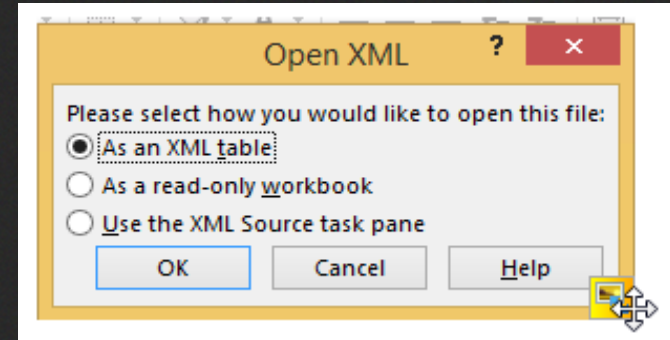 Open XML
?
×
Please select how you would like to open this file:
As an XML table
As a read-only workbook
Use the XML Source task pane
OK
Cancel
Help